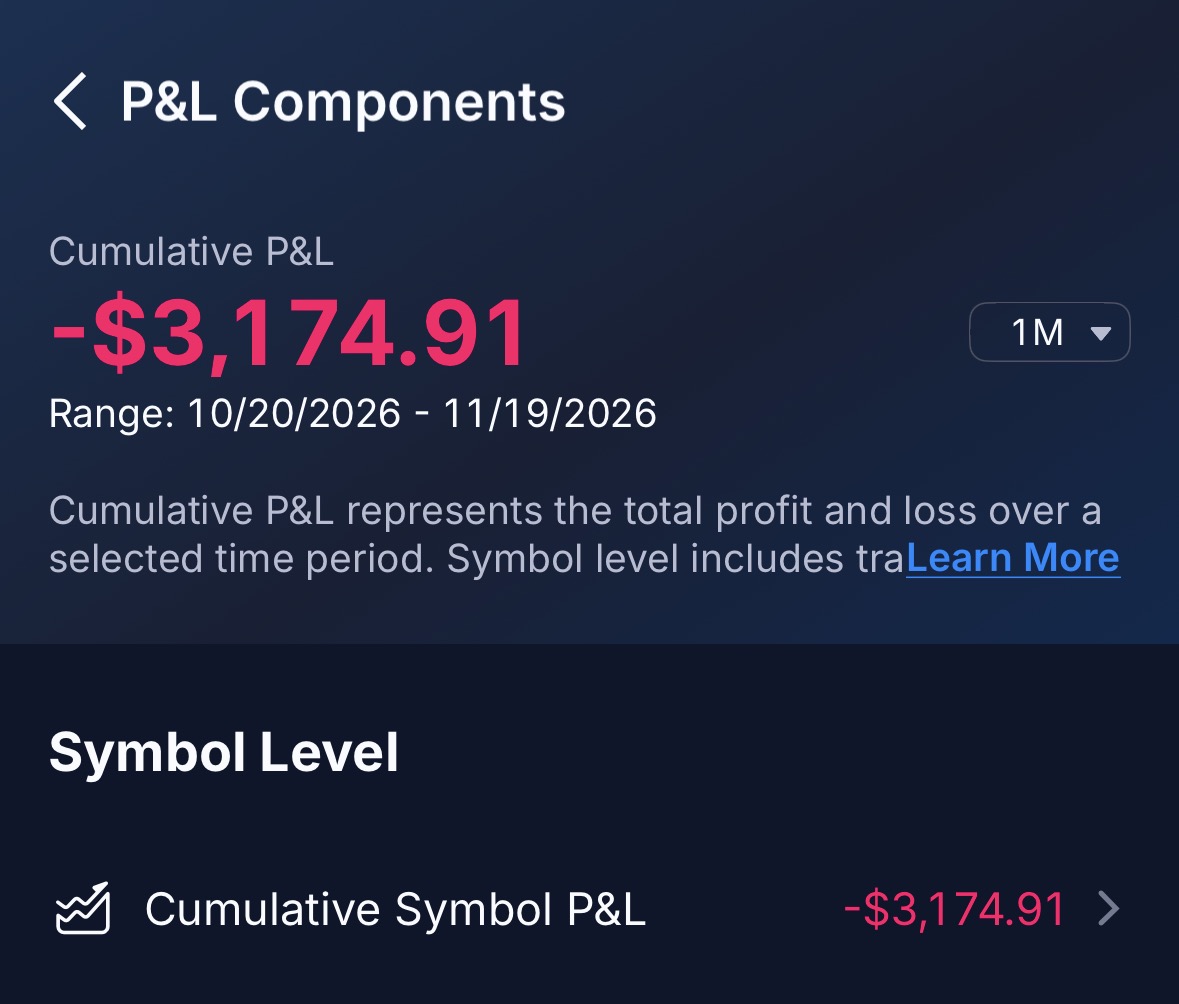 P&L Components
Cumulative P&L
-$3,174.91
1M
Range: 10/20/2026 - 11/19/2026
Cumulative P&L represents the total profit and loss over a
selected time period. Symbol level includes traLearn More
Symbol Level
Cumulative Symbol P&L -$3,174.91